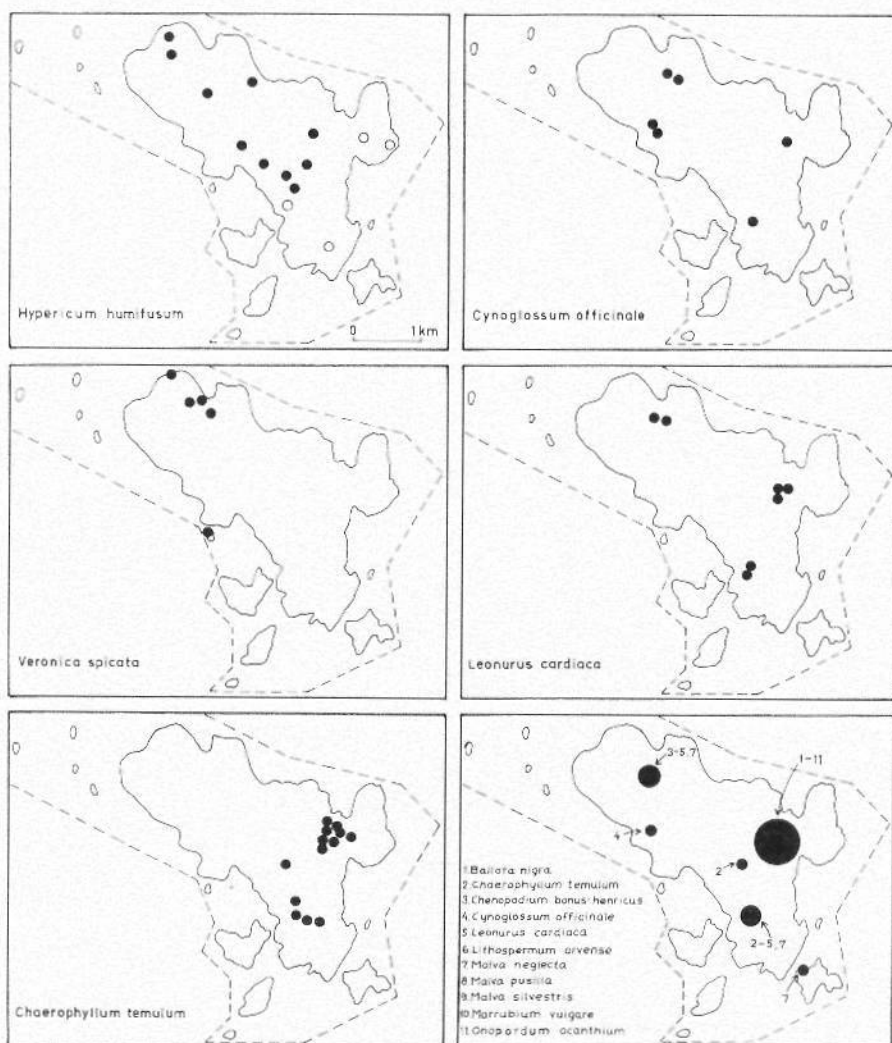 Hypericum humifusum
0 1km
Cynoglossum officinale
Veronica spicata
Leonurus cardiaca
Chaerophyllum temulum
3-5,7
1-11
4
2
2-5,7
7
1. Ballota nigra
2. Chaerophyllum temulum
3. Chenopodium bonus-henricus
4. Cynoglossum officinale
5 Leonurus cardiaca
6. Lithospermum arvense
7. Malva neglecta
8. Malva pusilla
9. Malva silvestris
10. Marrubium vulgare
11. Onopordum acanthium